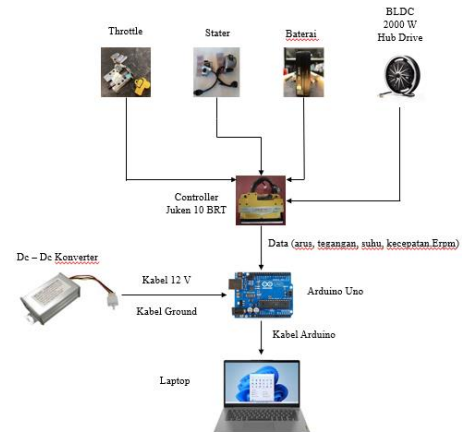 BLDC
2000 W
Hub Drive
Throttle
Stater
Baterai
Controller
Juken 10 BRT
Data (arus, tegangan, suhu, kecepatan.Erpm)
Dc – Dc Konverter
Kabel 12 V
Arduino Uno
Kabel Ground
Kabel Arduino
Laptop